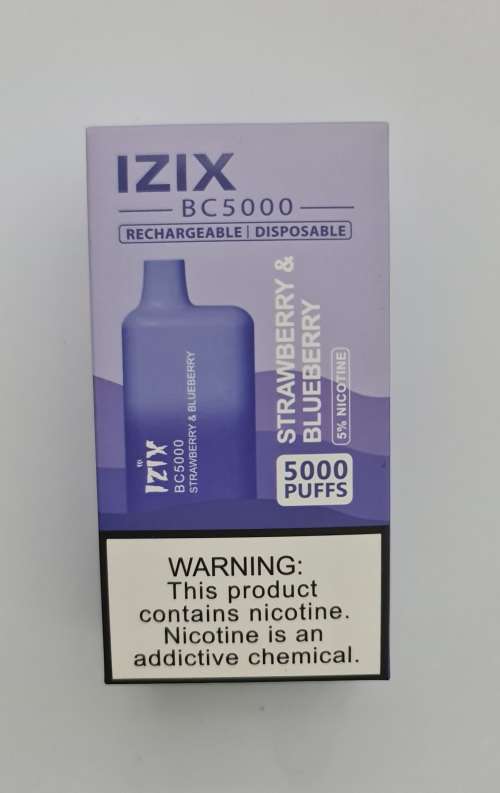 IZIX
BC5000
RECHARGEABLE | DISPOSABLE
STRAWBERRY &
BLUEBERRY
5% NICOTINE
IZIX
BC5000
STRAWBERRY & BLUEBERRY
5000
PUFFS
WARNING:
This product
contains nicotine.
Nicotine is an
addictive chemical.